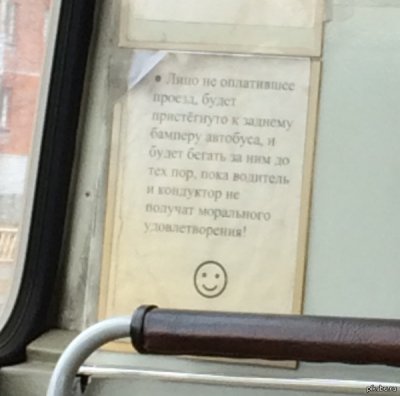 • Лицо не оплатившее
проезд, будет
пристёгнуто к заднему
бамперу автобуса, и
будет бегать за ним до
тех пор, пока водитель
и кондуктор не
получат морального
удовлетворения!